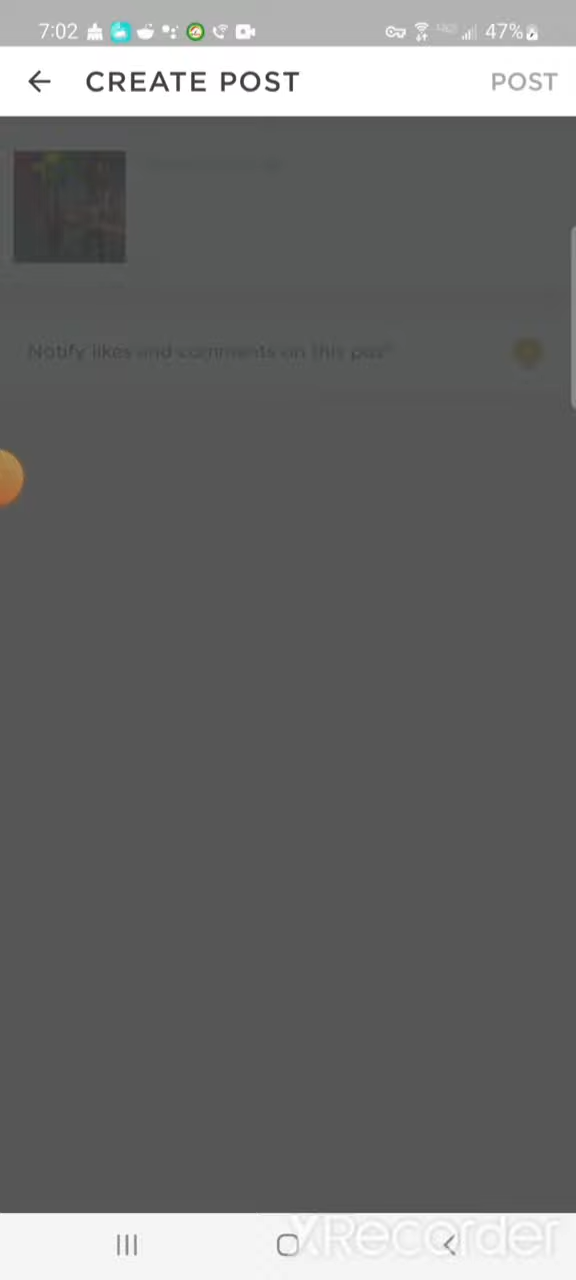 7:02 47%
CREATE POST POST
Notify likes and comments on this post
XRecorder